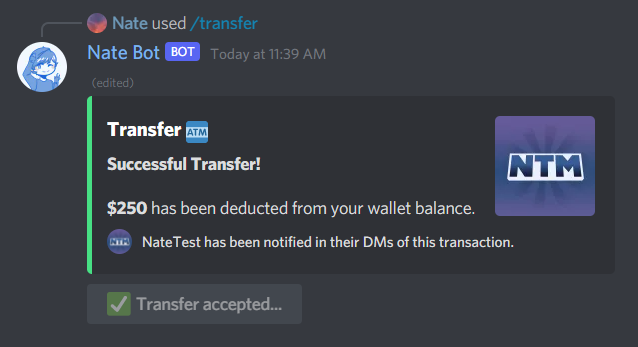 Nate used /transfer
Nate Bot BOT Today at 11:39 AM
(edited)
Transfer ATM
Successful Transfer!
NTM
$250 has been deducted from your wallet balance.
NTM NateTest has been notified in their DMs of this transaction.
Transfer accepted...